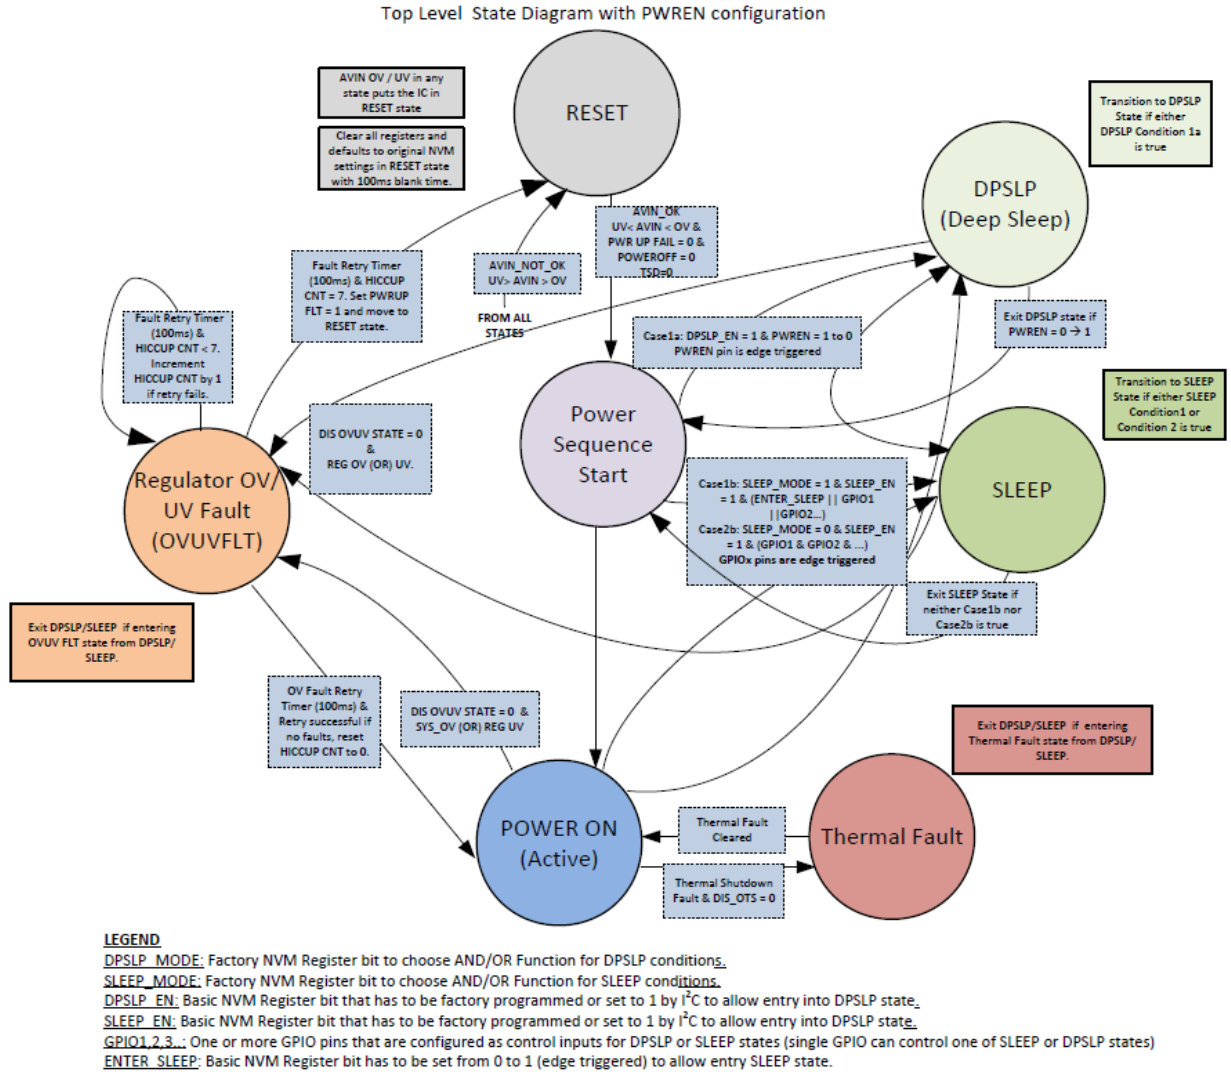 Top Level State Diagram with PWREN configuration
AVIN OV / UV in any
state puts the IC in
RESET state
Clear all registers and
defaults to original NVM
settings in RESET state
with 100ms blank time.
RESET
Transition to DPSLP
State if either
DPSLP Condition 1a
is true
DPSLP
(Deep Sleep)
AVIN_OK
UV< AVIN < OV &
PWR UP FAIL = 0 &
POWEROFF = 0
TSD=0
AVIN_NOT_OK
UV> AVIN > OV
FROM ALL
STATES
Fault Retry Timer
(100ms) & HICCUP
CNT = 7. Set PWRUP
FLT = 1 and move to
RESET state.
Fault Retry Timer
(100ms) &
HICCUP CNT < 7.
Increment
HICCUP CNT by 1
if retry fails.
Case1a: DPSLP_EN = 1 & PWREN = 1 to 0
PWREN pin is edge triggered
Exit DPSLP state if
PWREN = 0 → 1
Transition to SLEEP
State if either SLEEP
Condition1 or
Condition 2 is true
DIS OVUV STATE = 0
&
REG OV (OR) UV.
Power
Sequence
Start
Regulator OV/
UV Fault
(OVUVFLT)
Case1b: SLEEP_MODE = 1 & SLEEP_EN
= 1 & (ENTER_SLEEP || GPIO1
||GPIO2...)
Case2b: SLEEP_MODE = 0 & SLEEP_EN
= 1 & (GPIO1 & GPIO2 & ...)
GPIOx pins are edge triggered
SLEEP
Exit SLEEP State if
neither Case1b nor
Case2b is true
Exit DPSLP/SLEEP if entering
OVUV FLT state from DPSLP/
SLEEP.
OV Fault Retry
Timer (100ms) &
Retry successful if
no faults, reset
HICCUP CNT to 0.
DIS OVUV STATE = 0 &
SYS_OV (OR) REG UV
Exit DPSLP/SLEEP if entering
Thermal Fault state from DPSLP/
SLEEP.
POWER ON
(Active)
Thermal Fault
Cleared
Thermal Shutdown
Fault & DIS_OTS = 0
Thermal Fault
LEGEND
DPSLP_MODE: Factory NVM Register bit to choose AND/OR Function for DPSLP conditions.
SLEEP_MODE: Factory NVM Register bit to choose AND/OR Function for SLEEP conditions.
DPSLP_EN: Basic NVM Register bit that has to be factory programmed or set to 1 by I²C to allow entry into DPSLP state.
SLEEP_EN: Basic NVM Register bit that has to be factory programmed or set to 1 by I²C to allow entry into DPSLP state.
GPIO1,2,3..: One or more GPIO pins that are configured as control inputs for DPSLP or SLEEP states (single GPIO can control one of SLEEP or DPSLP states)
ENTER_SLEEP: Basic NVM Register bit has to be set from 0 to 1 (edge triggered) to allow entry SLEEP state.